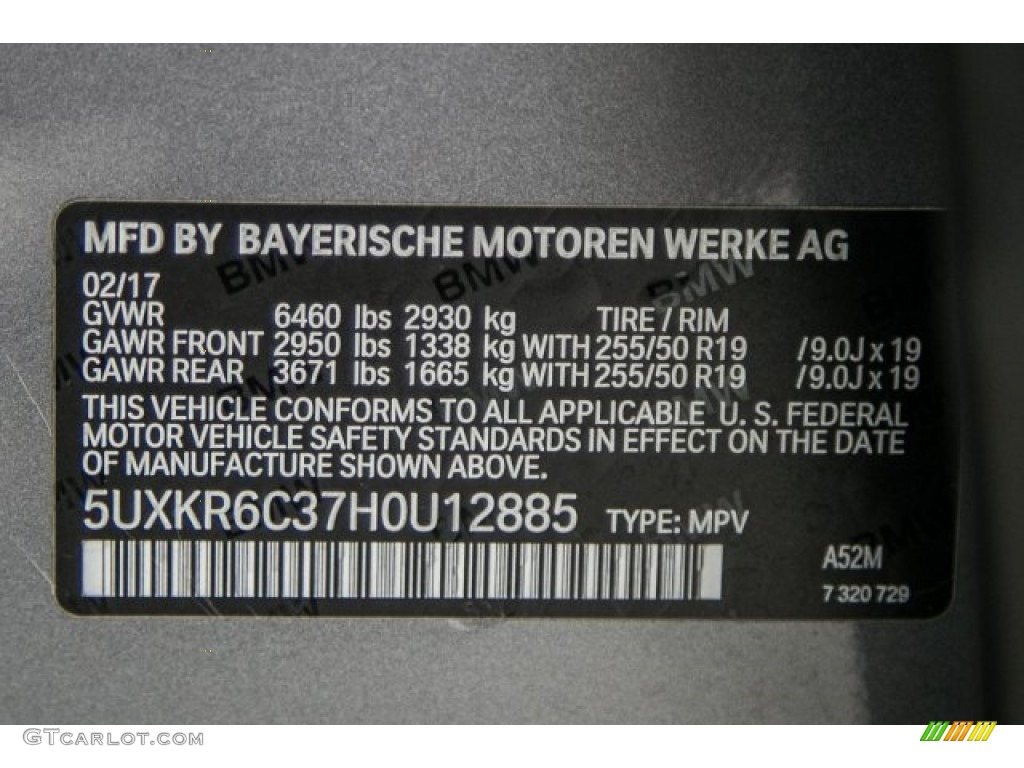 MFD BY BAYERISCHE MOTOREN WERKE AG
02/17
GVWR 6460 lbs 2930 kg TIRE / RIM
GAWR FRONT 2950 lbs 1338 kg WITH 255/50 R19 /9.0J x 19
GAWR REAR 3671 lbs 1665 kg WITH 255/50 R19 /9.0J x 19
THIS VEHICLE CONFORMS TO ALL APPLICABLE U. S. FEDERAL
MOTOR VEHICLE SAFETY STANDARDS IN EFFECT ON THE DATE
OF MANUFACTURE SHOWN ABOVE.
5UXKR6C37H0U12885 TYPE: MPV
A52M
7 320 729
BMW BMW BMW
GTCarlot.com